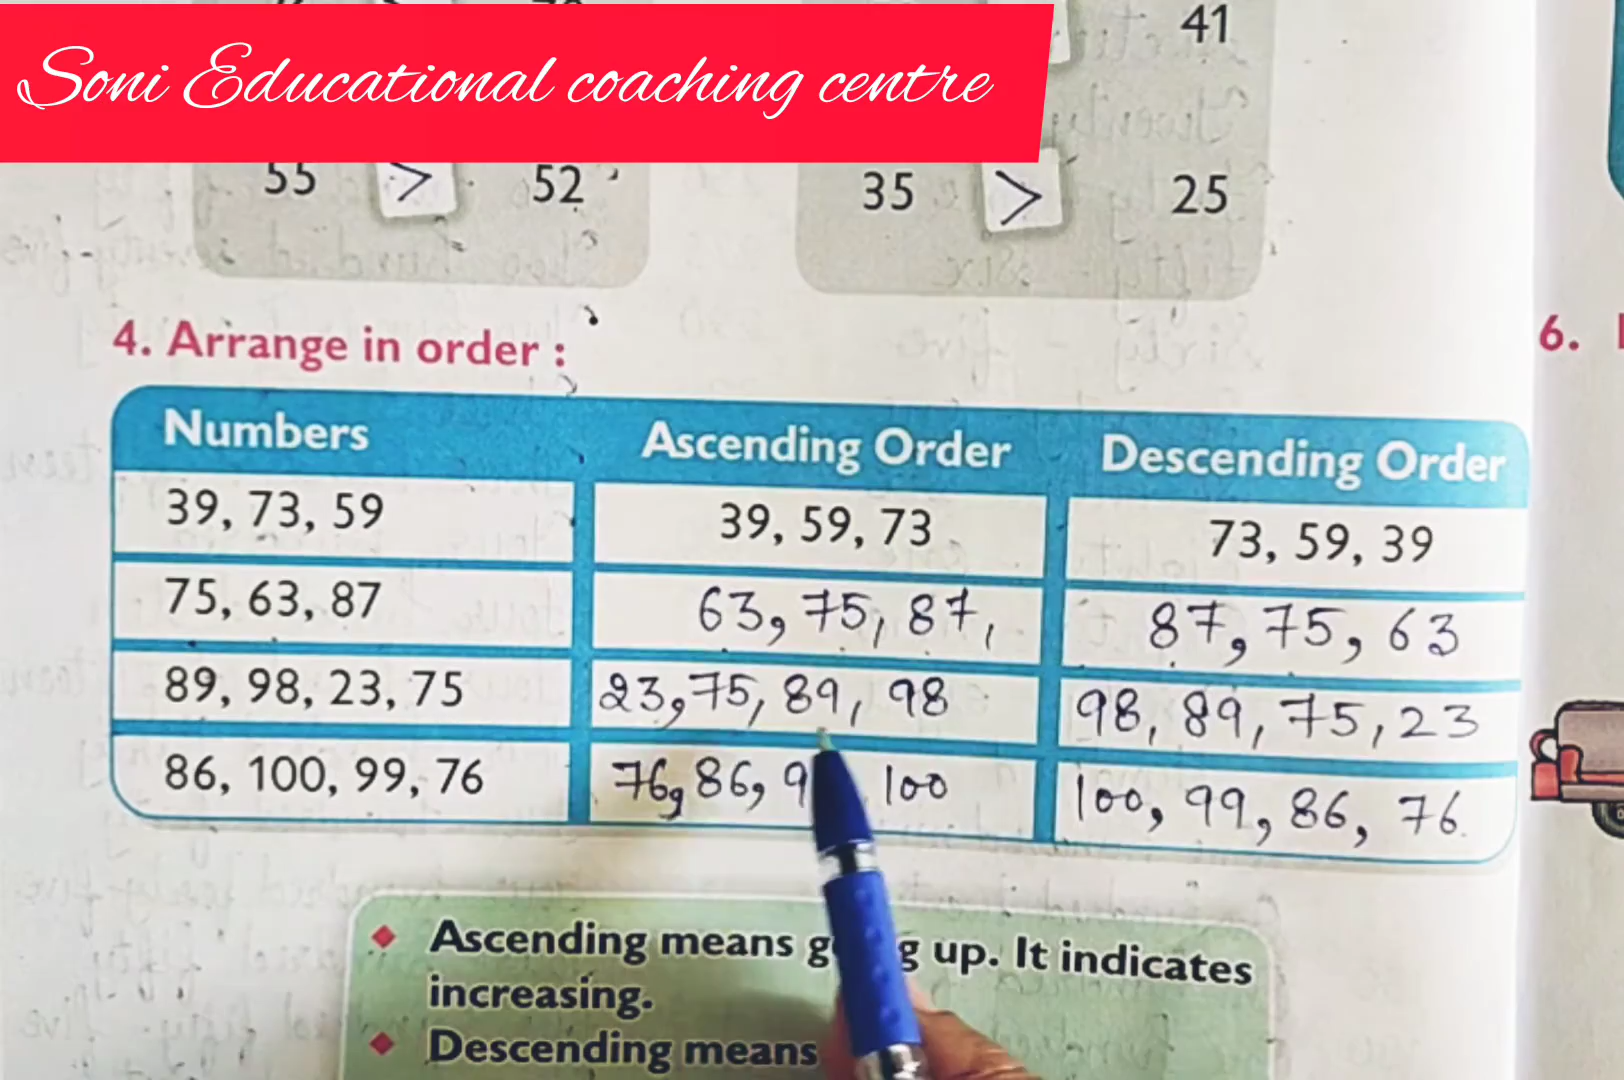 41
Soni Educational coaching centre
55 > 52
35 > 25
4. Arrange in order :
6.
Numbers Ascending Order Descending Order
39, 73, 59 39, 59, 73 73, 59, 39
75, 63, 87 63, 75, 87, 87, 75, 63
89, 98, 23, 75 23, 75, 89, 98 98, 89, 75, 23
86, 100, 99, 76 76, 86, 100 100, 99, 86, 76.
Ascending means up. It indicates
increasing.
Descending means